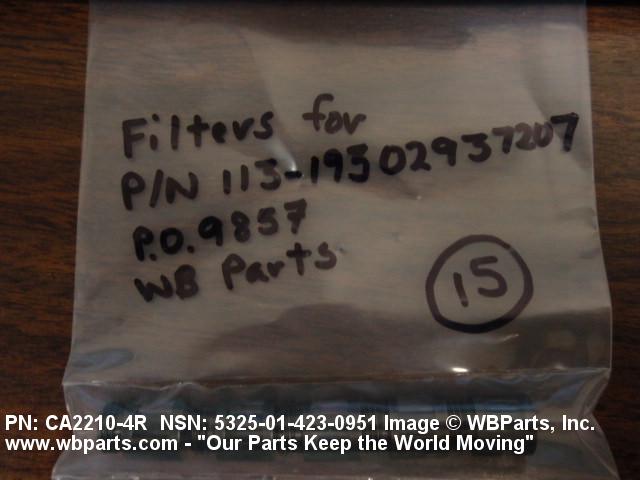 Filters for
P/N 113-19302937207
P.O. 9857
WB Parts
15
PN: CA2210-4R NSN: 5325-01-423-0951 Image © WBParts, Inc.
www.wbparts.com - "Our Parts Keep the World Moving"